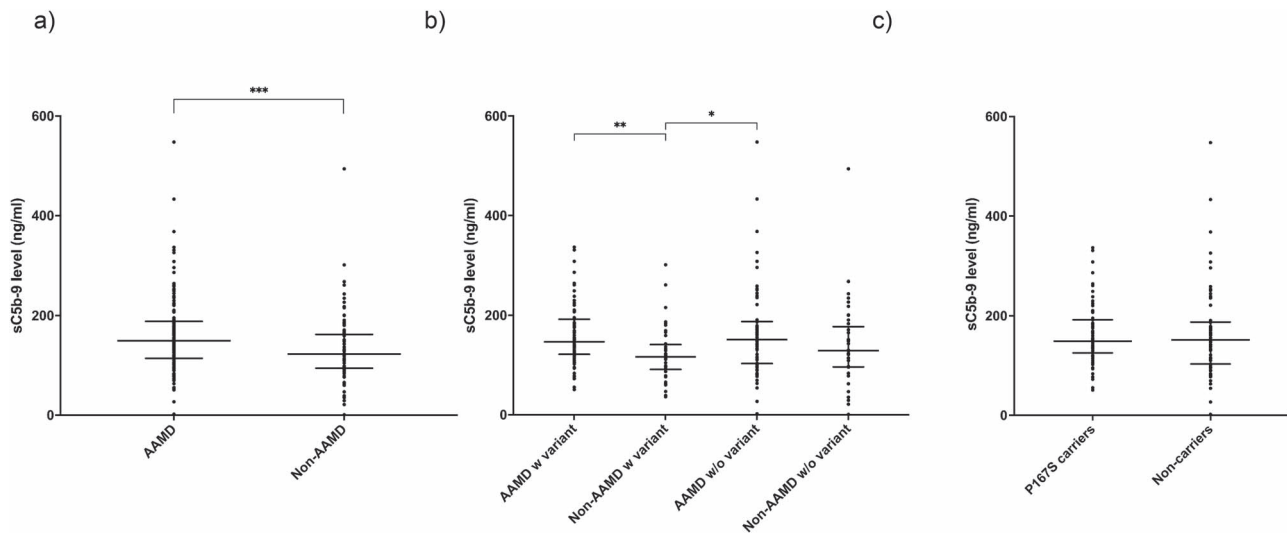 a)
b)
c)
***
**
*
sC5b-9 level (ng/ml)
600
400
200
0
AAMD
Non-AAMD
sC5b-9 level (ng/ml)
600
400
200
0
AAMD w variant
Non-AAMD w variant
AAMD w/o variant
Non-AAMD w/o variant
sC5b-9 level (ng/ml)
600
400
200
0
P167S carriers
Non-carriers